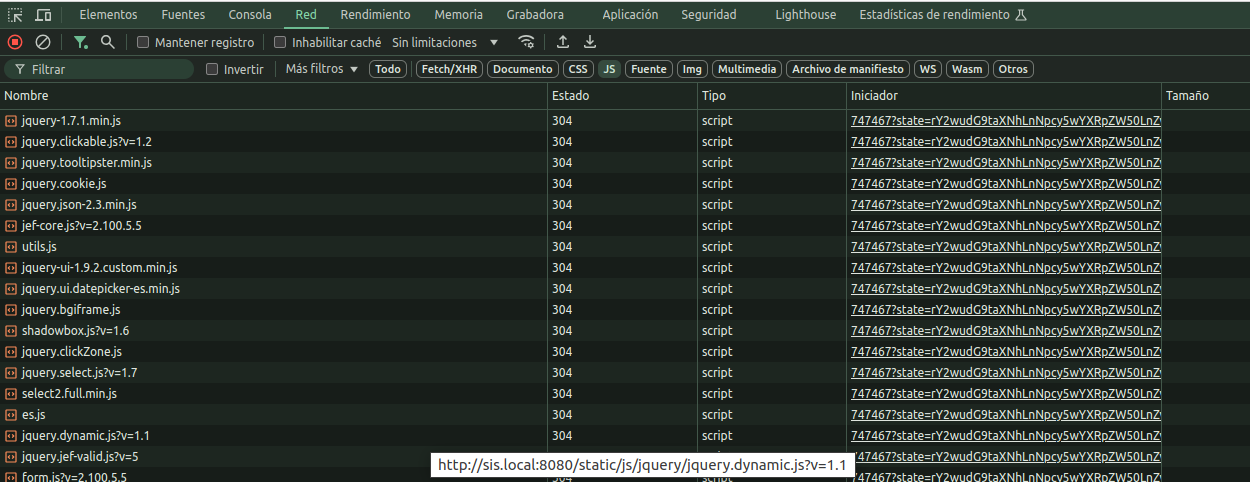 Elementos Fuentes Consola Red Rendimiento Memoria Grabadora Aplicación Seguridad Lighthouse Estadísticas de rendimiento
Mantener registro Inhabilitar caché Sin limitaciones
Filtrar Invertir Más filtros Todo Fetch/XHR Documento CSS JS Fuente Img Multimedia Archivo de manifiesto WS Wasm Otros
Nombre Estado Tipo Iniciador Tamaño
jquery-1.7.1.min.js 304 script 747467?state=rY2wudG9taXNhLnNpcy5wYXRpZW50LnZ
jquery.clickable.js?v=1.2 304 script 747467?state=rY2wudG9taXNhLnNpcy5wYXRpZW50LnZ
jquery.tooltipster.min.js 304 script 747467?state=rY2wudG9taXNhLnNpcy5wYXRpZW50LnZ
jquery.cookie.js 304 script 747467?state=rY2wudG9taXNhLnNpcy5wYXRpZW50LnZ
jquery.json-2.3.min.js 304 script 747467?state=rY2wudG9taXNhLnNpcy5wYXRpZW50LnZ
jef-core.js?v=2.100.5.5 304 script 747467?state=rY2wudG9taXNhLnNpcy5wYXRpZW50LnZ
utils.js 304 script 747467?state=rY2wudG9taXNhLnNpcy5wYXRpZW50LnZ
jquery-ui-1.9.2.custom.min.js 304 script 747467?state=rY2wudG9taXNhLnNpcy5wYXRpZW50LnZ
jquery.ui.datepicker-es.min.js 304 script 747467?state=rY2wudG9taXNhLnNpcy5wYXRpZW50LnZ
jquery.bgiframe.js 304 script 747467?state=rY2wudG9taXNhLnNpcy5wYXRpZW50LnZ
shadowbox.js?v=1.6 304 script 747467?state=rY2wudG9taXNhLnNpcy5wYXRpZW50LnZ
jquery.clickZone.js 304 script 747467?state=rY2wudG9taXNhLnNpcy5wYXRpZW50LnZ
jquery.select.js?v=1.7 304 script 747467?state=rY2wudG9taXNhLnNpcy5wYXRpZW50LnZ
select2.full.min.js 304 script 747467?state=rY2wudG9taXNhLnNpcy5wYXRpZW50LnZ
es.js 304 script 747467?state=rY2wudG9taXNhLnNpcy5wYXRpZW50LnZ
jquery.dynamic.js?v=1.1 304 script 747467?state=rY2wudG9taXNhLnNpcy5wYXRpZW50LnZ
jquery.jef-valid.js?v=5 747467?state=rY2wudG9taXNhLnNpcy5wYXRpZW50LnZ
http://sis.local:8080/static/js/jquery/jquery.dynamic.js?v=1.1
form.js?v=2.100.5.5 304 script 747467?state=rY2wudG9taXNhLnNpcy5wYXRpZW50LnZ